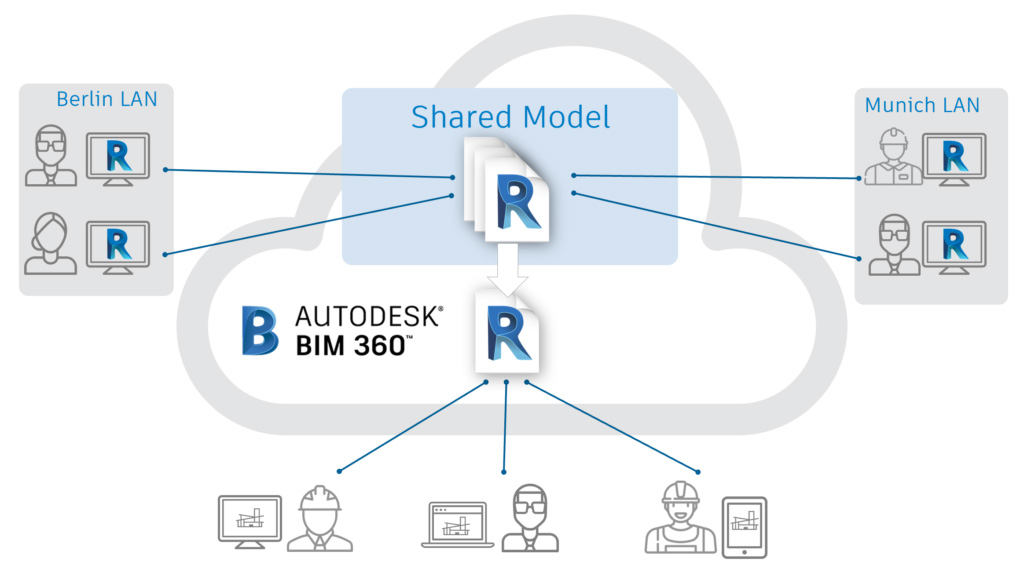 Berlin LAN
Shared Model
Munich LAN
R
R
R
R
R
R
B
AUTODESK®
BIM 360™